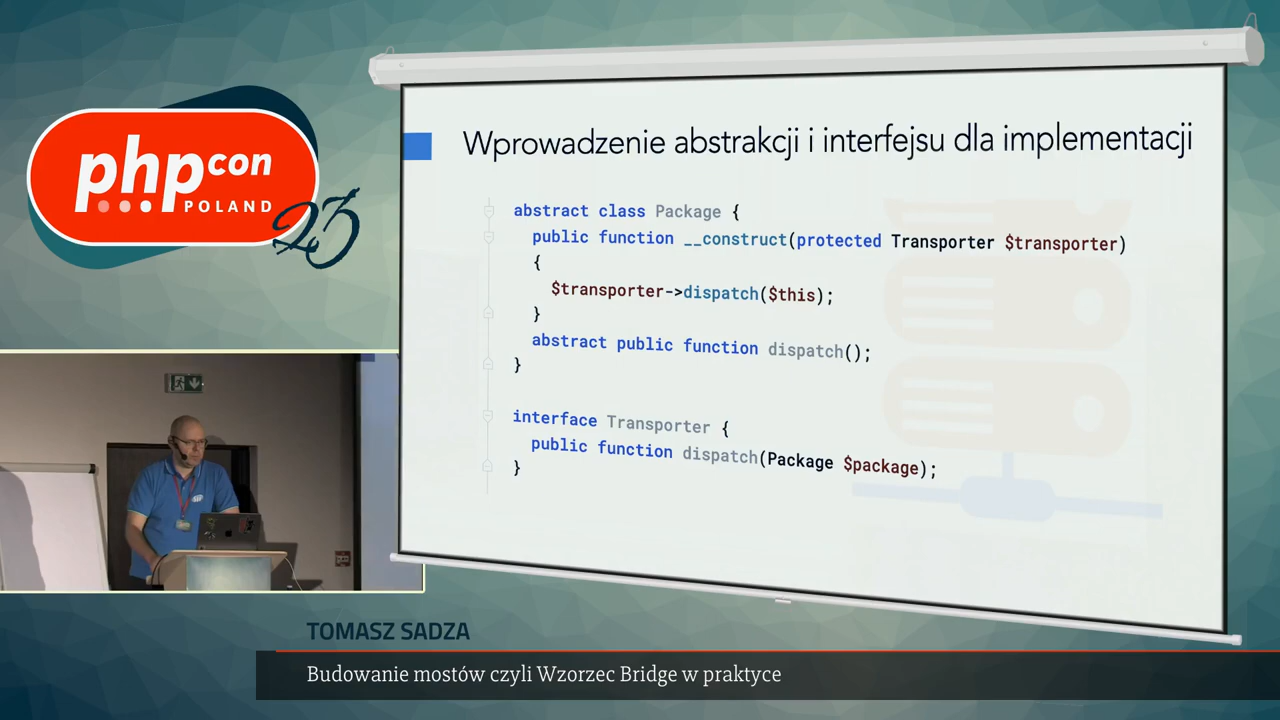 phpcon
POLAND
23
Wprowadzenie abstrakcji i interfejsu dla implementacji
abstract class Package {
public function __construct(protected Transporter $transporter)
{
$transporter->dispatch($this);
}
abstract public function dispatch();
}
interface Transporter {
public function dispatch(Package $package);
}
TOMASZ SADZA
Budowanie mostów czyli Wzorzec Bridge w praktyce